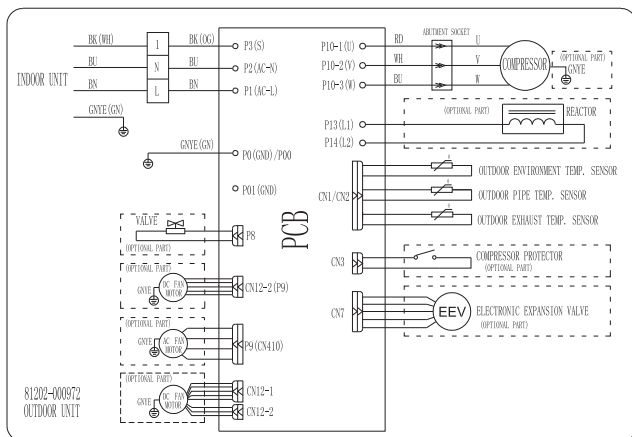 BK(WH) 1 BK(OG) P3(S)
BU N BU P2(AC-N)
INDOOR UNIT
BN L BN P1(AC-L)
GNYE(GN)
GNYE(GN) P0(GND)/P00
P01(GND)
PCB
VALVE
P8
(OPTIONAL PART)
(OPTIONAL PART)
DC FAN
MOTOR
GNYE
CN12-2(P9)
(OPTIONAL PART)
GNYE
AC FAN
MOTOR
P9(CN410)
(OPTIONAL PART)
DC FAN
MOTOR
GNYE
CN12-1
CN12-2
81202-000972
OUTDOOR UNIT
ABUTMENT SOCKET
P10-1(U) RD U
P10-2(V) WH V
P10-3(W) BU W
COMPRESSOR
(OPTIONAL PART)
GNYE
(OPTIONAL PART) REACTOR
P13(L1)
P14(L2)
CN1/CN2
OUTDOOR ENVIRONMENT TEMP. SENSOR
OUTDOOR PIPE TEMP. SENSOR
OUTDOOR EXHAUST TEMP. SENSOR
CN3
COMPRESSOR PROTECTOR
(OPTIONAL PART)
CN7
EEV
ELECTRONIC EXPANSION VALVE
(OPTIONAL PART)